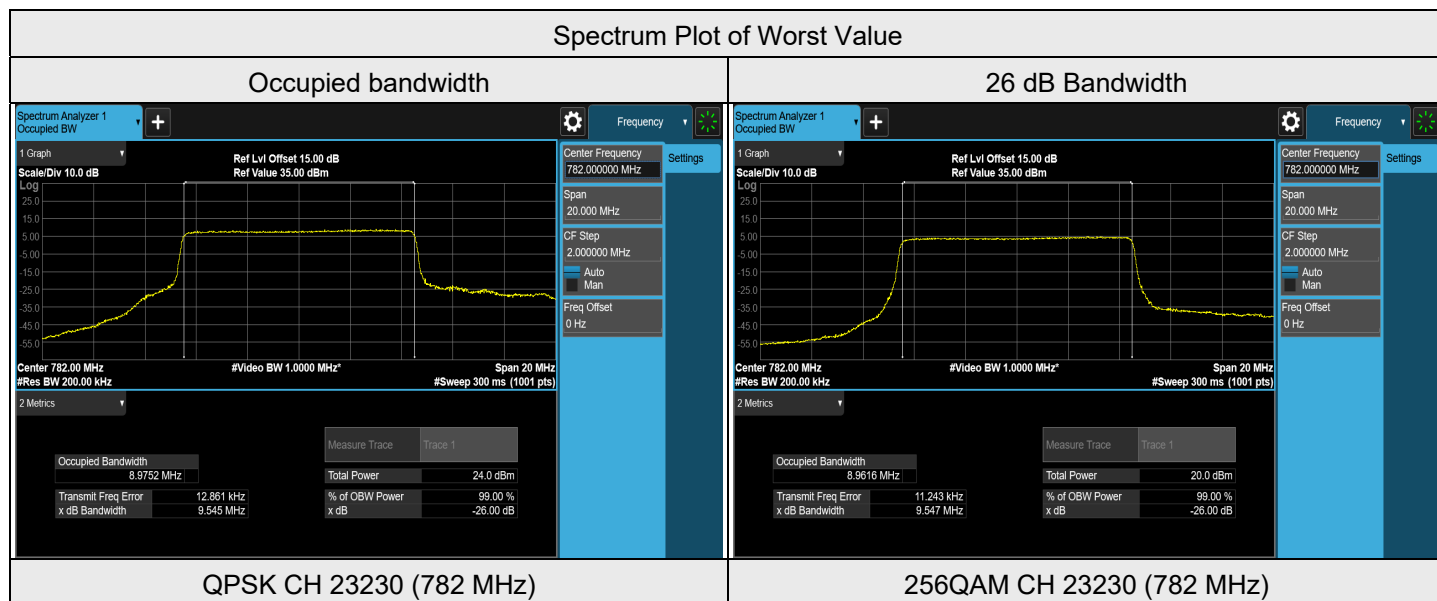 Spectrum Plot of Worst Value
Occupied bandwidth
26 dB Bandwidth
Spectrum Analyzer 1
Occupied BW
Frequency
1 Graph
Ref Lvl Offset 15.00 dB
Scale/Div 10.0 dB
Ref Value 35.00 dBm
Log
25.0
15.0
5.00
-5.00
-15.0
-25.0
-35.0
-45.0
-55.0
Center 782.00 MHz
#Video BW 1.0000 MHz*
Span 20 MHz
#Res BW 200.00 kHz
#Sweep 300 ms (1001 pts)
Center Frequency
782.000000 MHz
Settings
Span
20.000 MHz
CF Step
2.000000 MHz
Auto
Man
Freq Offset
0 Hz
2 Metrics
Measure Trace Trace 1
Occupied Bandwidth
8.9752 MHz
Total Power 24.0 dBm
Transmit Freq Error 12.861 kHz
% of OBW Power 99.00 %
x dB Bandwidth 9.545 MHz
x dB -26.00 dB
Spectrum Analyzer 1
Occupied BW
Frequency
1 Graph
Ref Lvl Offset 15.00 dB
Scale/Div 10.0 dB
Ref Value 35.00 dBm
Log
25.0
15.0
5.00
-5.00
-15.0
-25.0
-35.0
-45.0
-55.0
Center 782.00 MHz
#Video BW 1.0000 MHz*
Span 20 MHz
#Res BW 200.00 kHz
#Sweep 300 ms (1001 pts)
Center Frequency
782.000000 MHz
Settings
Span
20.000 MHz
CF Step
2.000000 MHz
Auto
Man
Freq Offset
0 Hz
2 Metrics
Measure Trace Trace 1
Occupied Bandwidth
8.9616 MHz
Total Power 20.0 dBm
Transmit Freq Error 11.243 kHz
% of OBW Power 99.00 %
x dB Bandwidth 9.547 MHz
x dB -26.00 dB
QPSK CH 23230 (782 MHz)
256QAM CH 23230 (782 MHz)